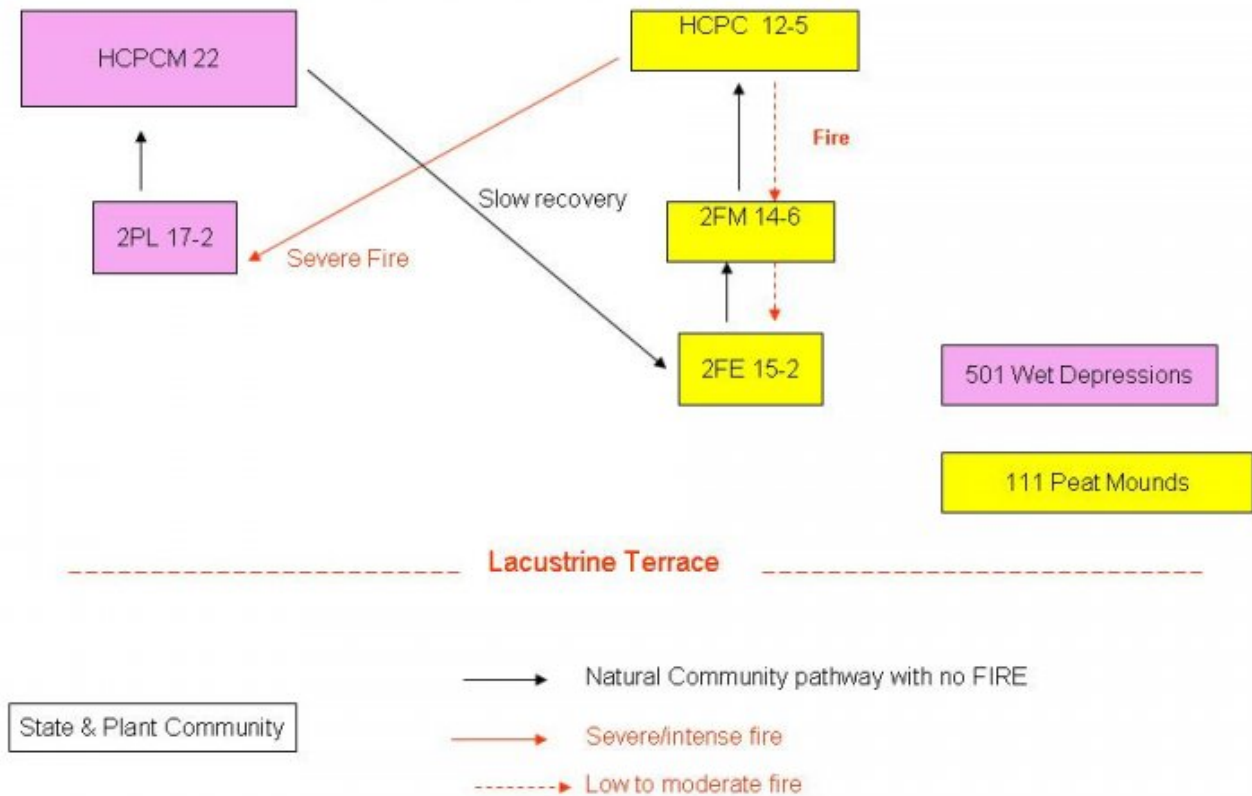 HCPCM 22
HCPC 12-5
Fire
Slow recovery
2PL 17-2
2FM 14-6
Severe Fire
2FE 15-2
501 Wet Depressions
111 Peat Mounds
Lacustrine Terrace
Natural Community pathway with no FIRE
State & Plant Community
Severe/intense fire
Low to moderate fire